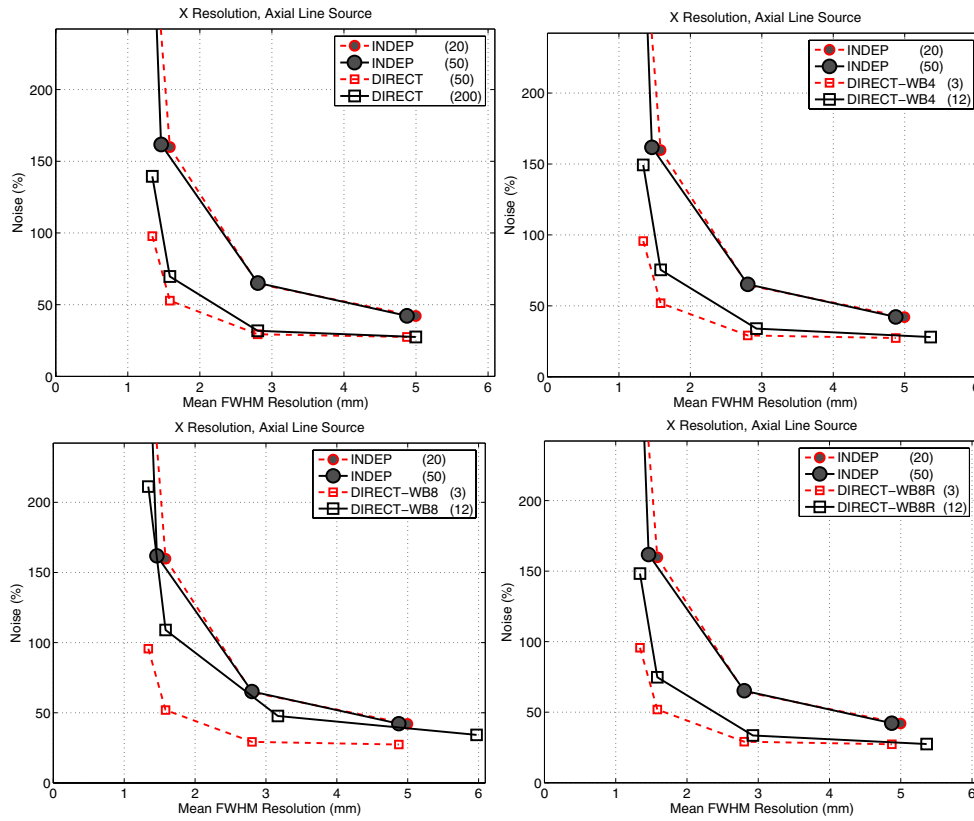 X Resolution, Axial Line Source
INDEP (20)
INDEP (50)
DIRECT (50)
DIRECT (200)
Noise (%)
200
150
100
50
0
0 1 2 3 4 5 6
Mean FWHM Resolution (mm)
X Resolution, Axial Line Source
INDEP (20)
INDEP (50)
DIRECT-WB4 (3)
DIRECT-WB4 (12)
Noise (%)
200
150
100
50
0
0 1 2 3 4 5 6
Mean FWHM Resolution (mm)
X Resolution, Axial Line Source
INDEP (20)
INDEP (50)
DIRECT-WB8 (3)
DIRECT-WB8 (12)
Noise (%)
200
150
100
50
0
0 1 2 3 4 5 6
Mean FWHM Resolution (mm)
X Resolution, Axial Line Source
INDEP (20)
INDEP (50)
DIRECT-WB8R (3)
DIRECT-WB8R (12)
Noise (%)
200
150
100
50
0
0 1 2 3 4 5 6
Mean FWHM Resolution (mm)